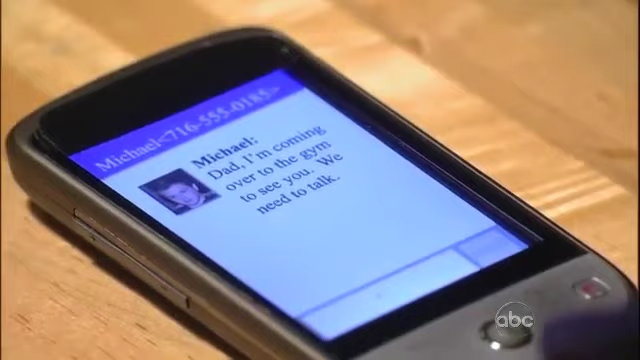 Michael<716-555-0185>
Michael:
Dad, I'm coming
over to the gym
to see you. We
need to talk.
abc